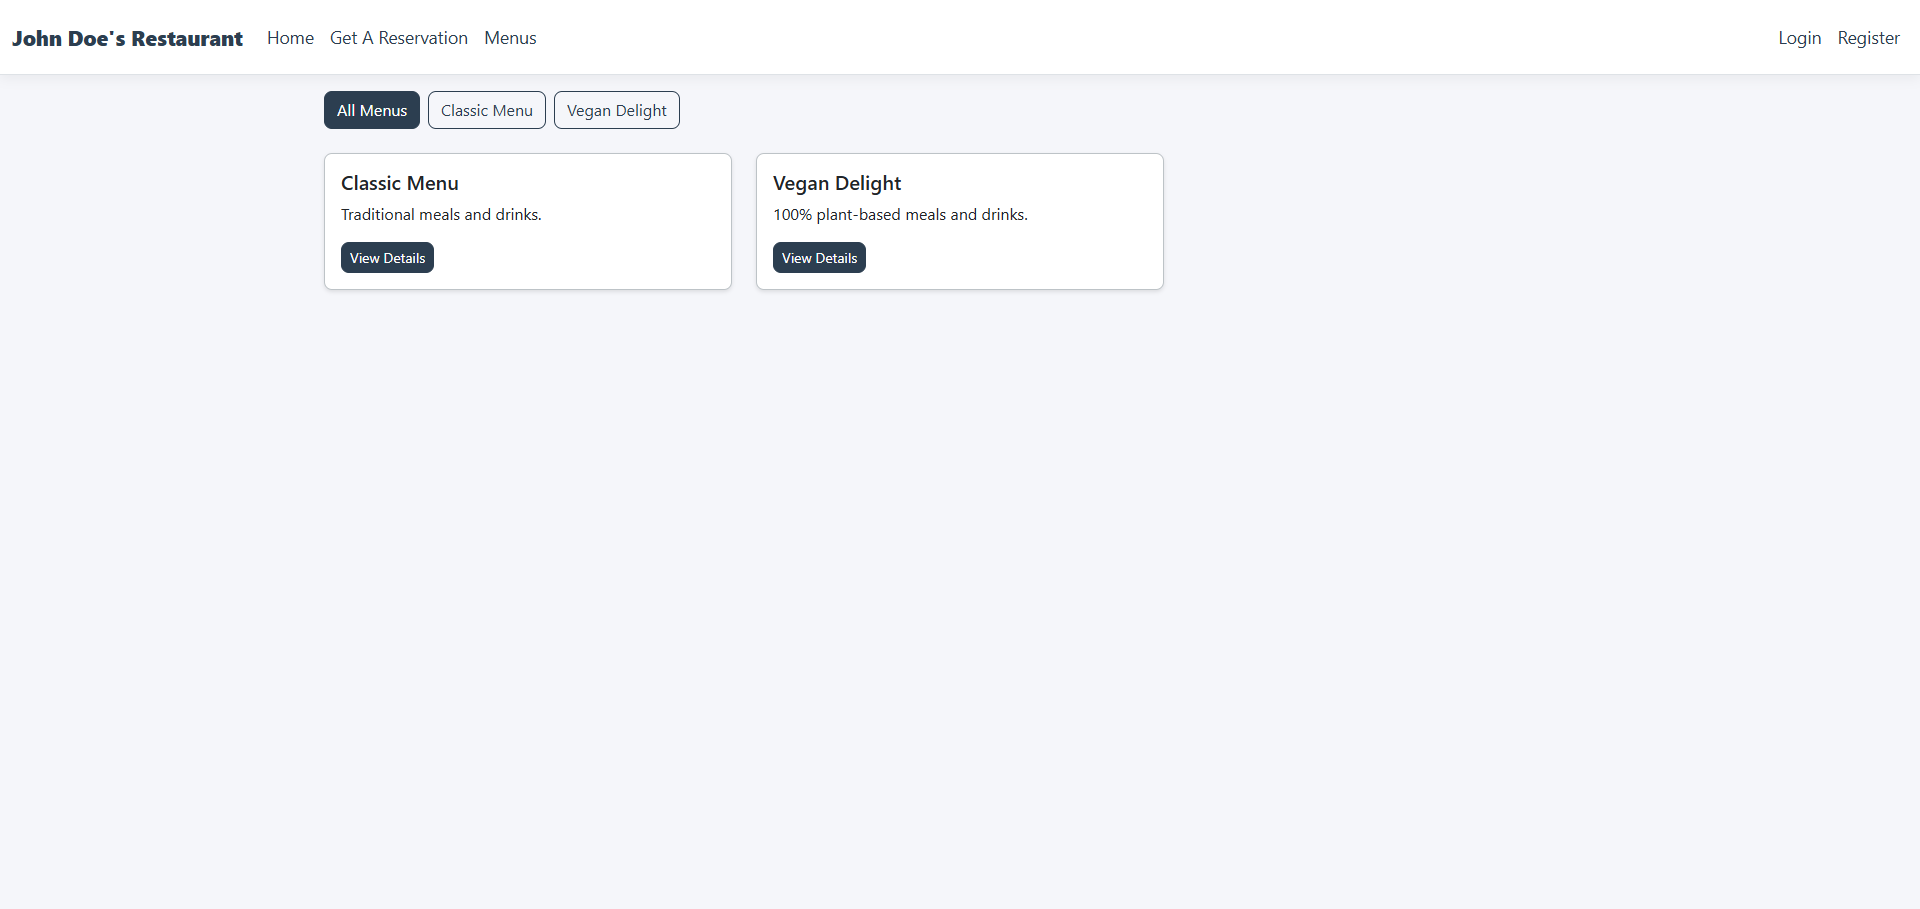 John Doe's Restaurant Home Get A Reservation Menus Login Register
All Menus Classic Menu Vegan Delight
Classic Menu
Traditional meals and drinks.
View Details
Vegan Delight
100% plant-based meals and drinks.
View Details